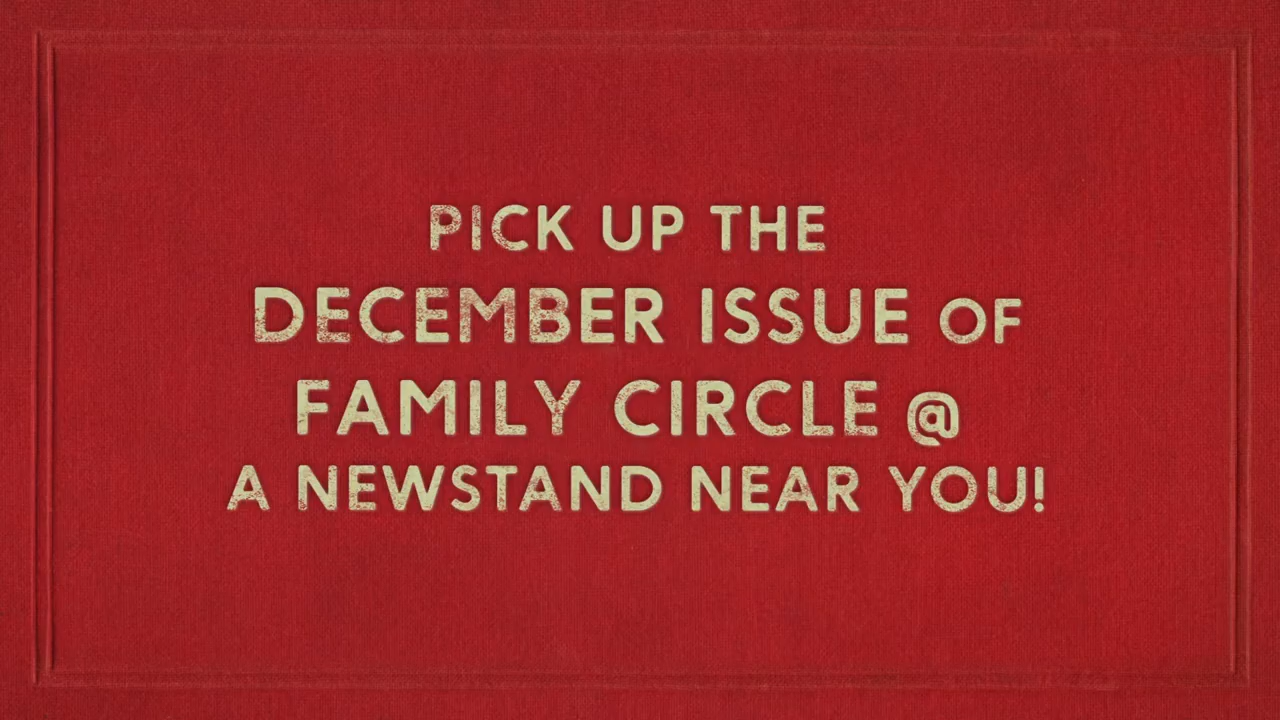 PICK UP THE
DECEMBER ISSUE OF
FAMILY CIRCLE @
A NEWSTAND NEAR YOU!